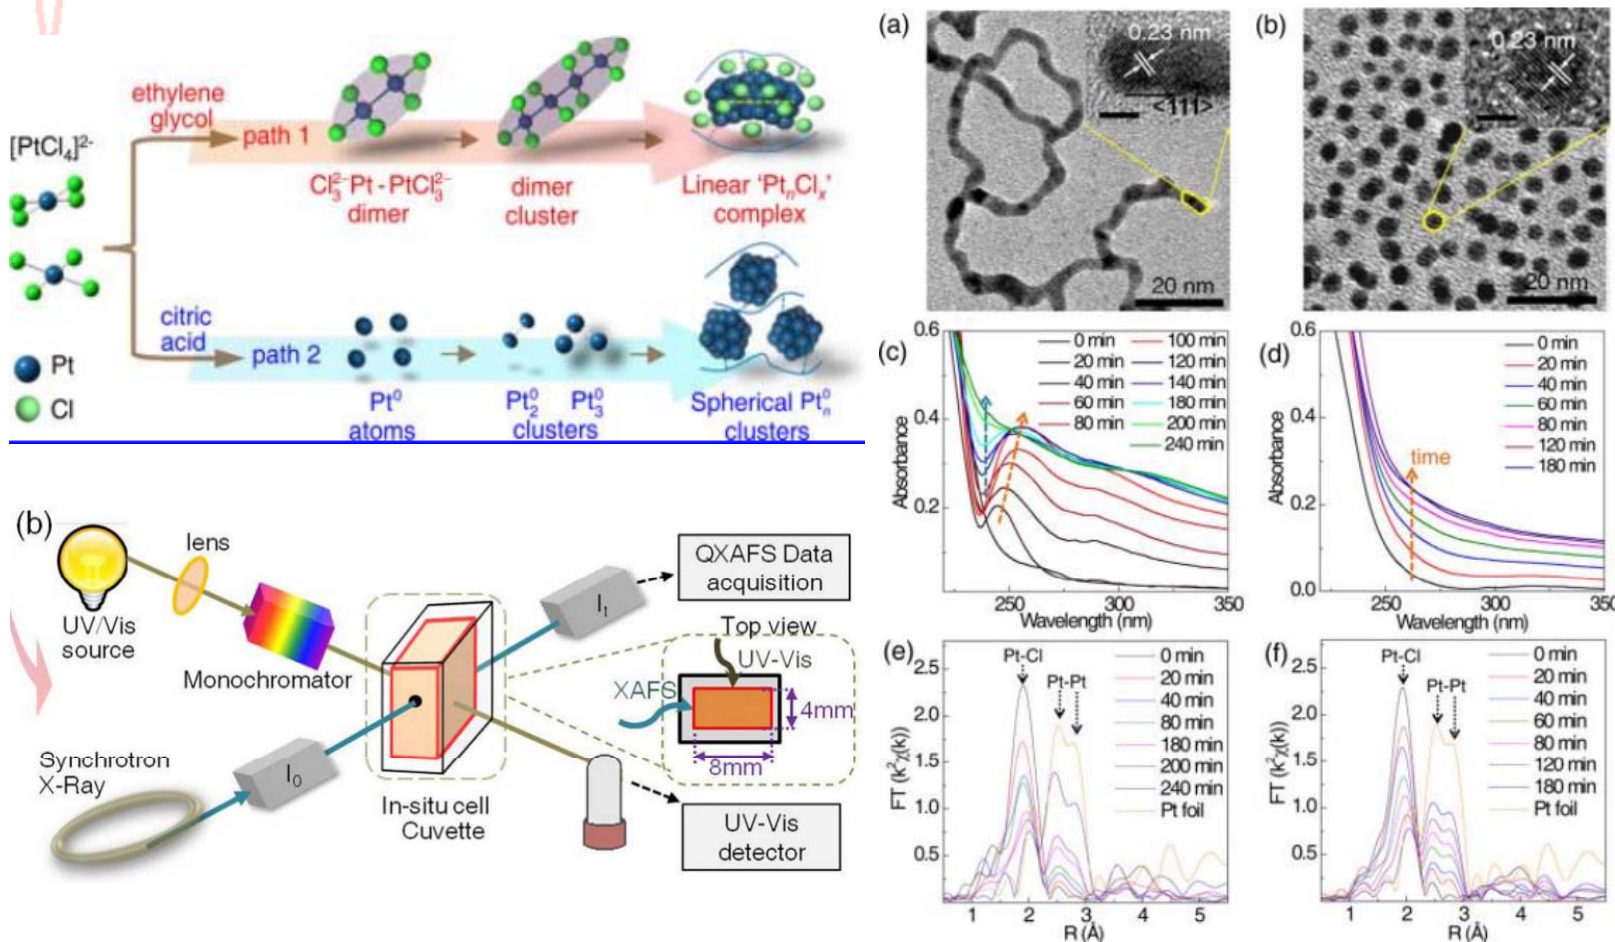 ethylene
glycol
path 1
[PtCl₄]²⁻
Cl₃²⁻Pt - PtCl₃²⁻
dimer
dimer
cluster
Linear 'PtₙClₓ'
complex
citric
acid
path 2
Pt
Cl
Pt⁰
atoms
Pt₂⁰ Pt₃⁰
clusters
Spherical Ptₙ⁰
clusters
(b)
UV/Vis
source
lens
Monochromator
Synchrotron
X-Ray
I₀
In-situ cell
Cuvette
Iₜ
QXAFS Data
acquisition
Top view
UV-Vis
XAFS
4mm
8mm
UV-Vis
detector
(a)
0.23 nm
<111>
20 nm
(b)
0.23 nm
20 nm
(c)
Absorbance
0.6
0.4
0.2
0 min
20 min
40 min
60 min
80 min
100 min
120 min
140 min
180 min
200 min
240 min
250 300 350
Wavelength (nm)
(d)
Absorbance
0.6
0.4
0.2
0.0
time
0 min
20 min
40 min
60 min
80 min
120 min
180 min
250 300 350
Wavelength (nm)
(e)
FT (k²χ(k))
2.5
2.0
1.5
1.0
0.5
Pt-Cl
Pt-Pt
0 min
20 min
40 min
80 min
180 min
200 min
240 min
Pt foil
1 2 3 4 5
R (Å)
(f)
FT (k²χ(k))
2.5
2.0
1.5
1.0
0.5
Pt-Cl
Pt-Pt
0 min
20 min
40 min
60 min
80 min
120 min
180 min
Pt foil
1 2 3 4 5
R (Å)